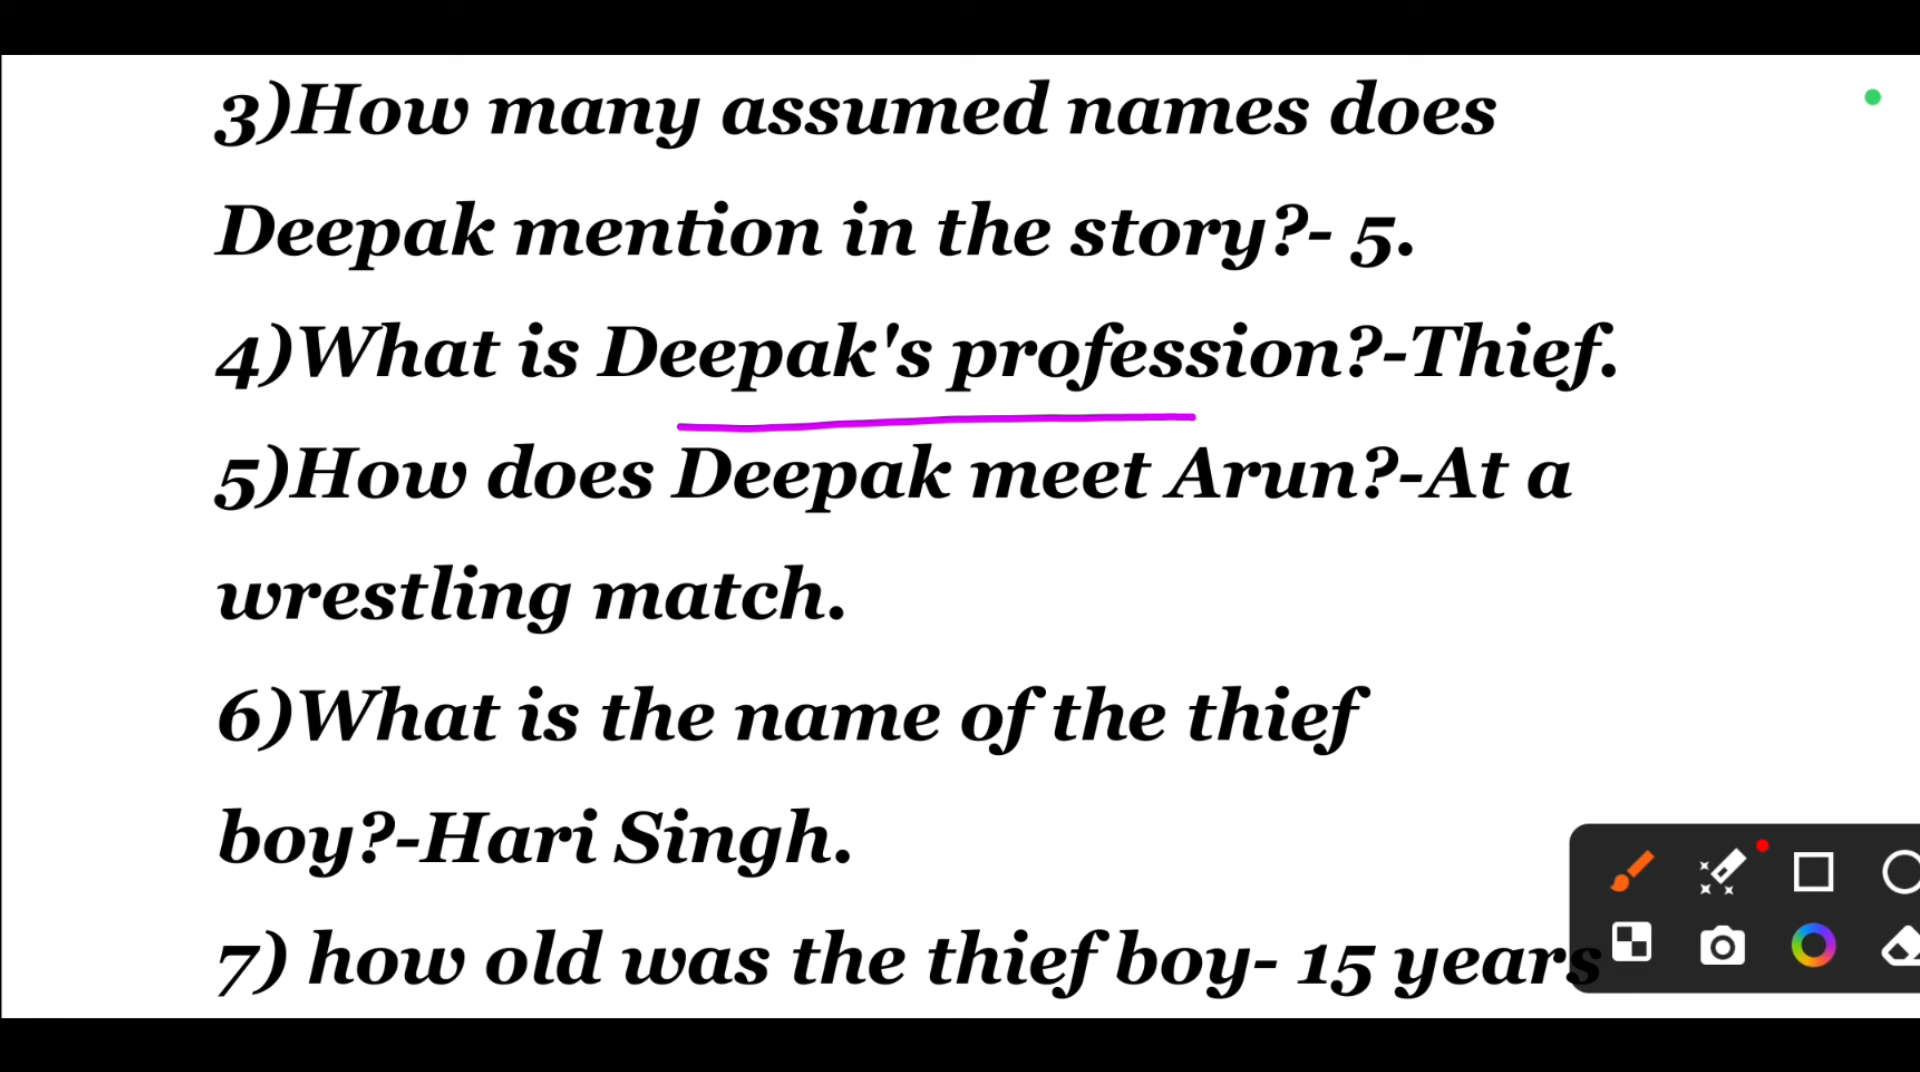 3)How many assumed names does
Deepak mention in the story?- 5.
4)What is Deepak's profession?-Thief.
5)How does Deepak meet Arun?-At a
wrestling match.
6)What is the name of the thief
boy?-Hari Singh.
7) how old was the thief boy- 15 years